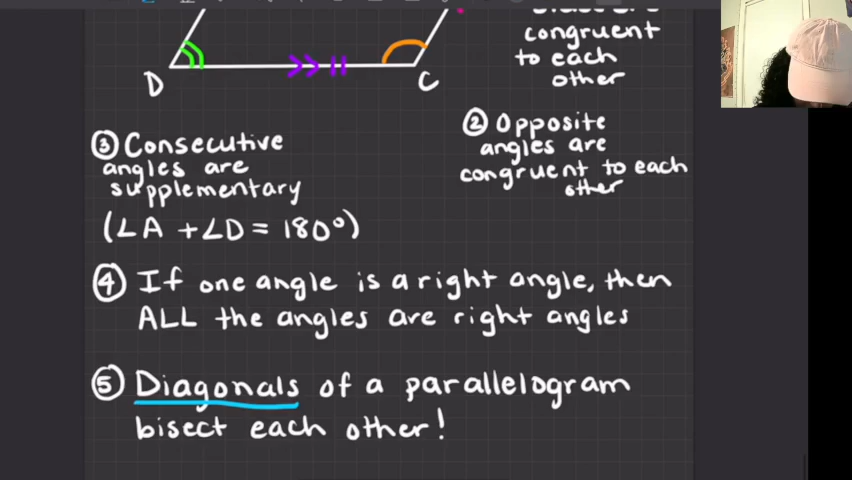 congruent
to each
other
D
C
② Opposite
angles are
congruent to each
other
③ Consecutive
angles are
supplementary
(∠A + ∠D = 180°)
④ If one angle is a right angle, then
ALL the angles are right angles
⑤ Diagonals of a parallelogram
bisect each other!